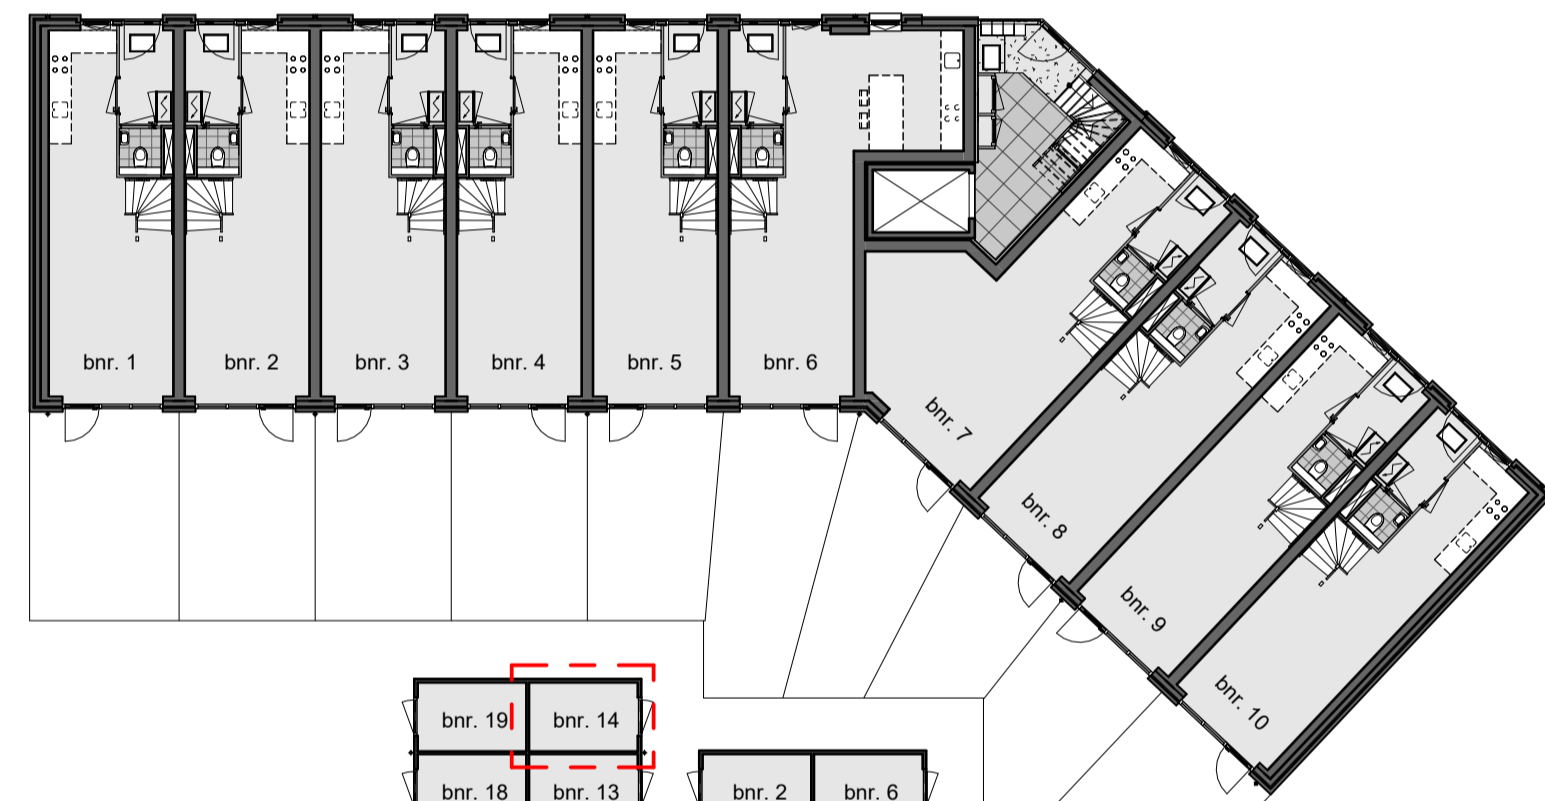 bnr. 1
bnr. 2
bnr. 3
bnr. 4
bnr. 5
bnr. 6
bnr. 7
bnr. 8
bnr. 9
bnr. 10
bnr. 19
bnr. 14
bnr. 18
bnr. 13
bnr. 2
bnr. 6